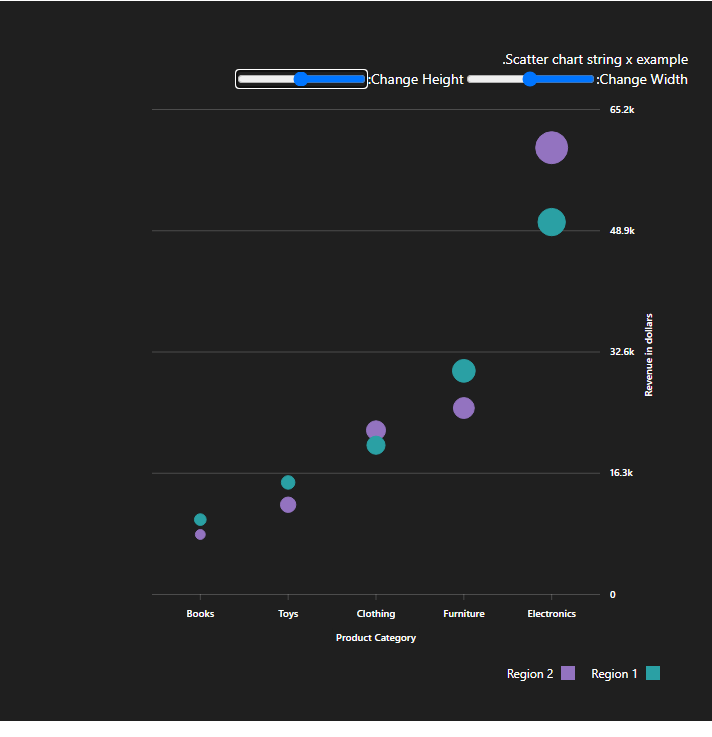 .Scatter chart string x example
:Change Height :Change Width
65.2k
48.9k
32.6k
16.3k
0
Revenue in dollars
Books Toys Clothing Furniture Electronics
Product Category
Region 2 Region 1